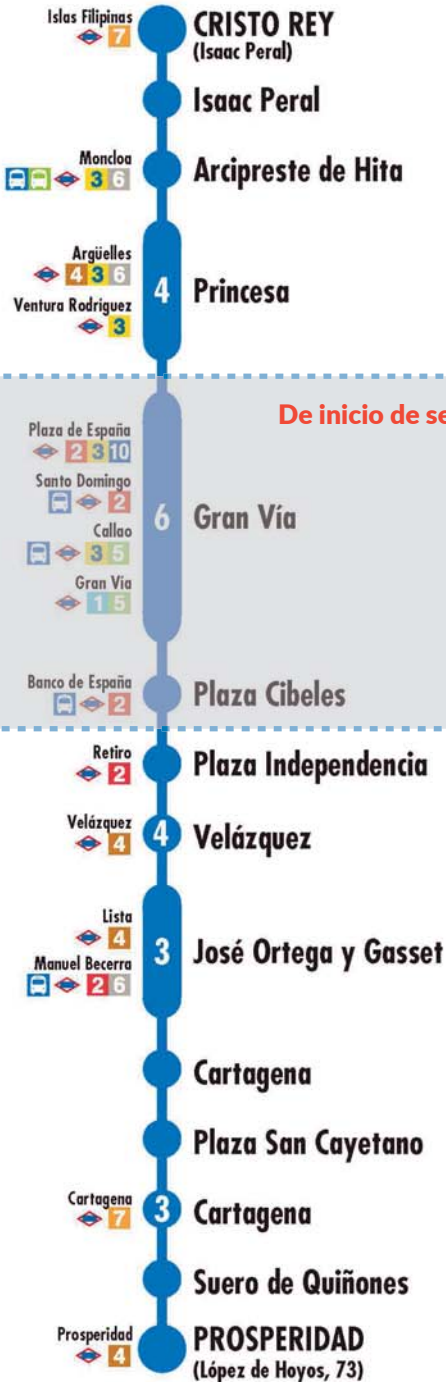 Islas Filipinas
7
CRISTO REY
(Isaac Peral)
Isaac Peral
Moncloa
3 6
Arcipreste de Hita
Argüelles
4 3 6
Ventura Rodríguez
3
4
Princesa
De inicio de se
Plaza de España
2 3 10
Santo Domingo
2
Callao
3 5
Gran Vía
1 5
6
Gran Vía
Banco de España
2
Plaza Cibeles
Retiro
2
Plaza Independencia
Velázquez
4
4
Velázquez
Lista
4
Manuel Becerra
2 6
3
José Ortega y Gasset
Cartagena
Plaza San Cayetano
Cartagena
7
3
Cartagena
Suero de Quiñones
Prosperidad
4
PROSPERIDAD
(López de Hoyos, 73)